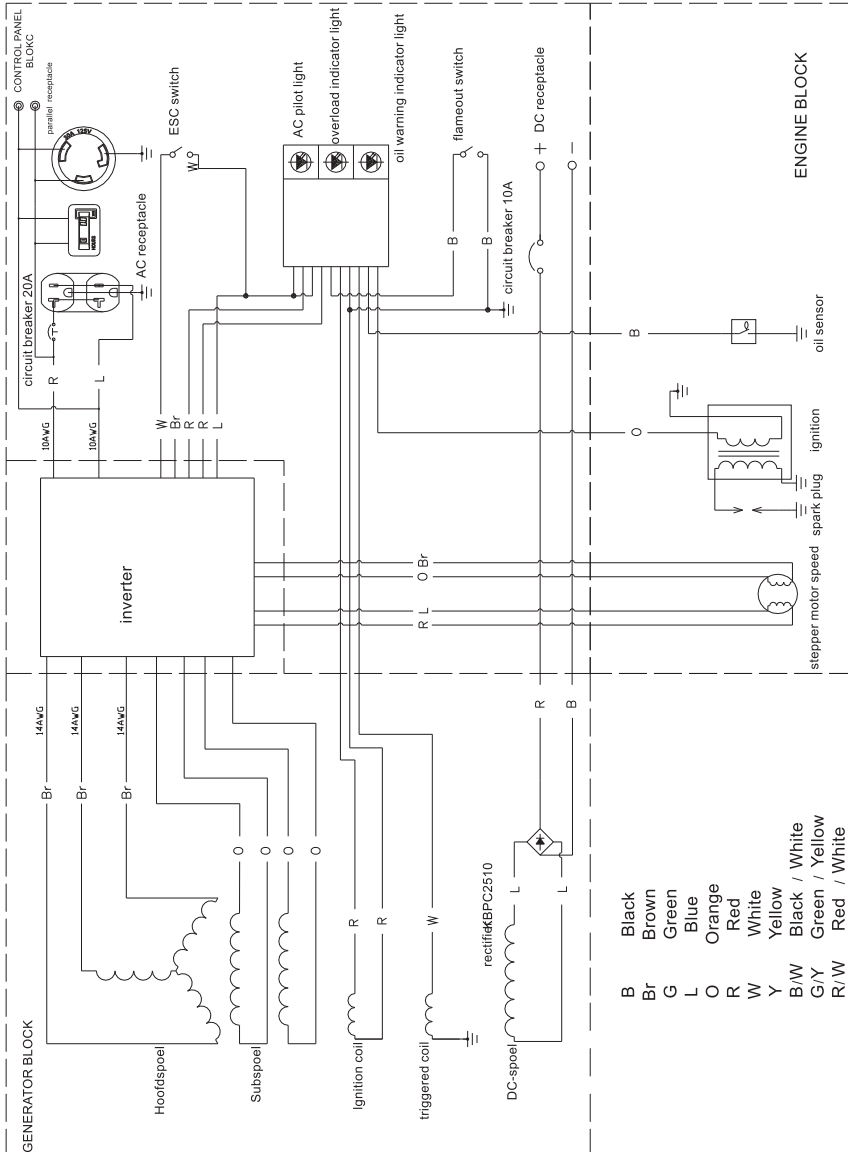 CONTROL PANEL
BLOKC
parallel receptacle
30A 125V
HOURS
AC receptacle
circuit breaker 20A
R
L
10AWG
10AWG
ESC switch
W
AC pilot light
overload indicator light
oil warning indicator light
flameout switch
B
B
circuit breaker 10A
DC receptacle
+
−
ENGINE BLOCK
W
Br
R
R
L
inverter
B
oil sensor
O
ignition
spark plug
Br
O
L
R
stepper motor speed
GENERATOR BLOCK
14AWG
14AWG
14AWG
Br
Br
Br
Hoofdspoel
O
O
O
O
Subspoel
R
R
Ignition coil
W
triggered coil
R
B
rectifierKBPC2510
L
L
DC-spoel
B Black
Br Brown
G Green
L Blue
O Orange
R Red
W White
Y Yellow
B/W Black / White
G/Y Green / Yellow
R/W Red / White